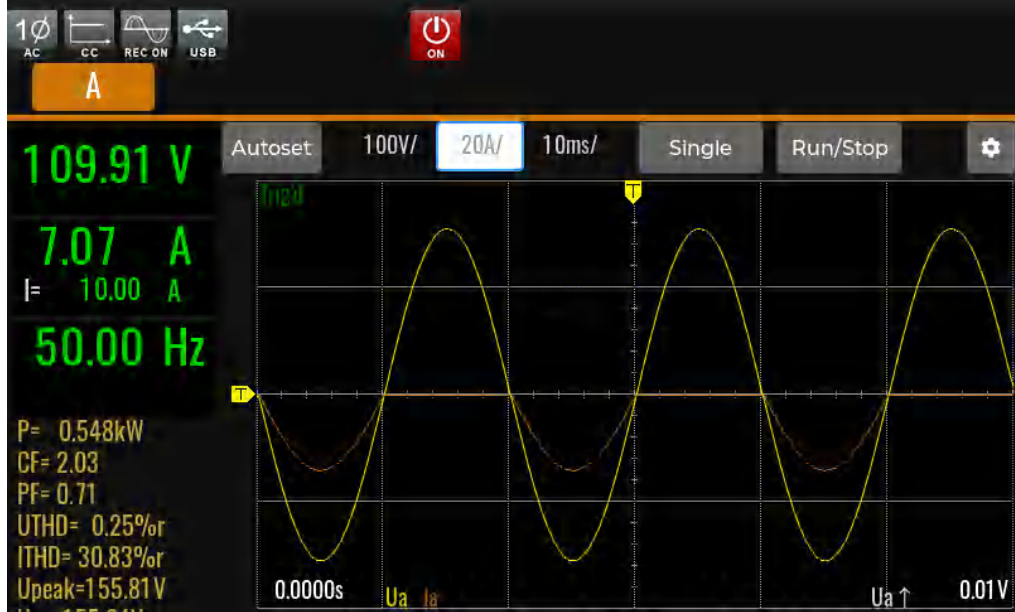 1Ø
AC
CC
REC ON
USB
ON
A
109.91 V
7.07 A
I= 10.00 A
50.00 Hz
P= 0.548kW
CF= 2.03
PF= 0.71
UTHD= 0.25%r
ITHD= 30.83%r
Upeak=155.81V
Autoset
100V/
20A/
10ms/
Single
Run/Stop
Trig'd
T
T
0.0000s
Ua
Ia
Ua ↑
0.01V